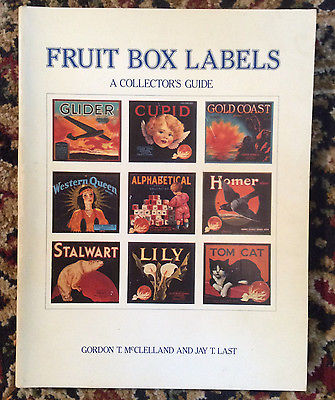 FRUIT BOX LABELS
A COLLECTOR'S GUIDE
GLIDER
CUPID
GOLD COAST
Western Queen
ALPHABETICAL
Homer
STALWART
LILY
TOM CAT
GORDON T. McCLELLAND AND JAY T. LAST